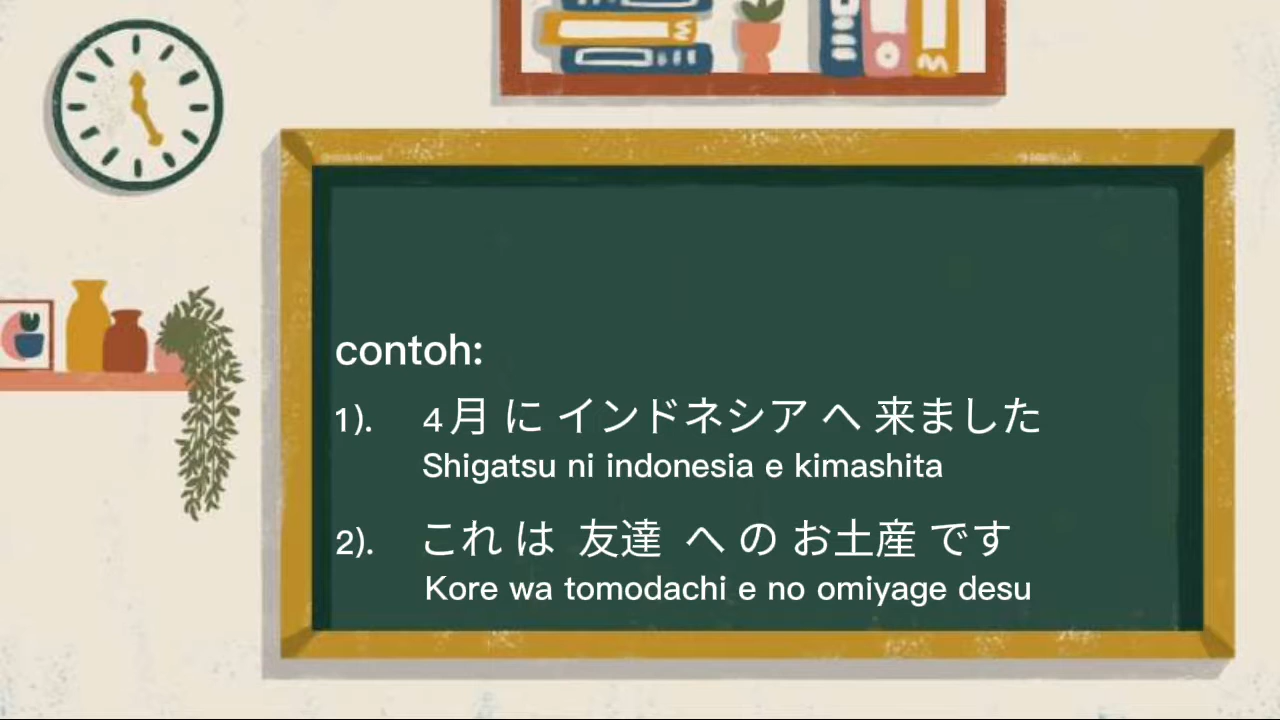 contoh:
1). 4月 に インドネシア へ 来ました
Shigatsu ni indonesia e kimashita
2). これ は 友達 へ の お土産 です
Kore wa tomodachi e no omiyage desu